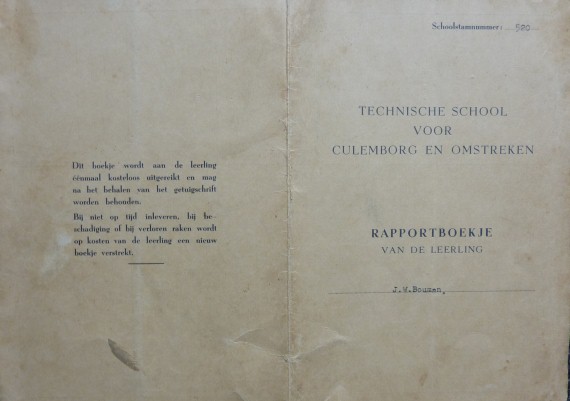 Dit boekje wordt aan de leerling
éénmaal kosteloos uitgereikt en mag
na het behalen van het getuigschrift
worden behouden.
Bij niet op tijd inleveren, bij be-
schadiging of bij verloren raken wordt
op kosten van de leerling een nieuw
boekje verstrekt.
Schoolstamnummer: 520
TECHNISCHE SCHOOL
VOOR
CULEMBORG EN OMSTREKEN
RAPPORTBOEKJE
VAN DE LEERLING
J.W.Bouman,